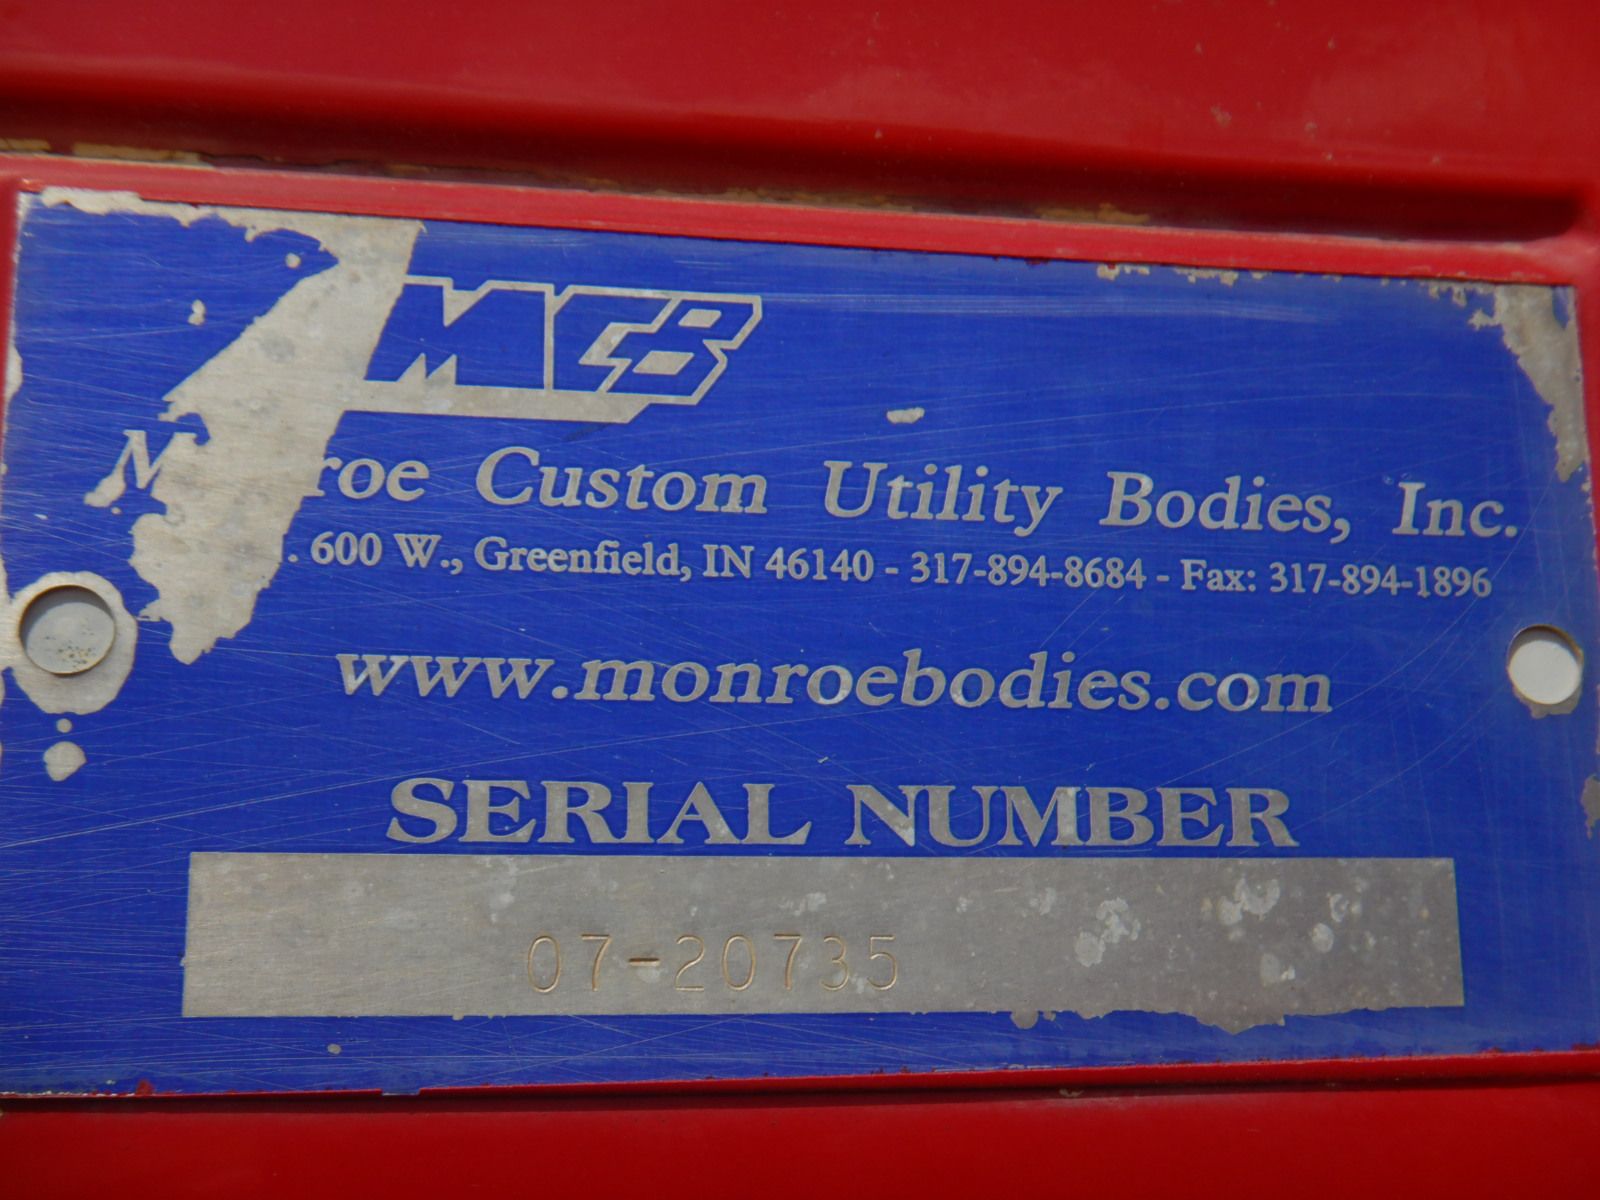 MCB
Custom Utility Bodies, Inc.
. 600 W., Greenfield, IN 46140 - 317-894-8684 - Fax: 317-894-1896
www.monroebodies.com
SERIAL NUMBER
07-20735